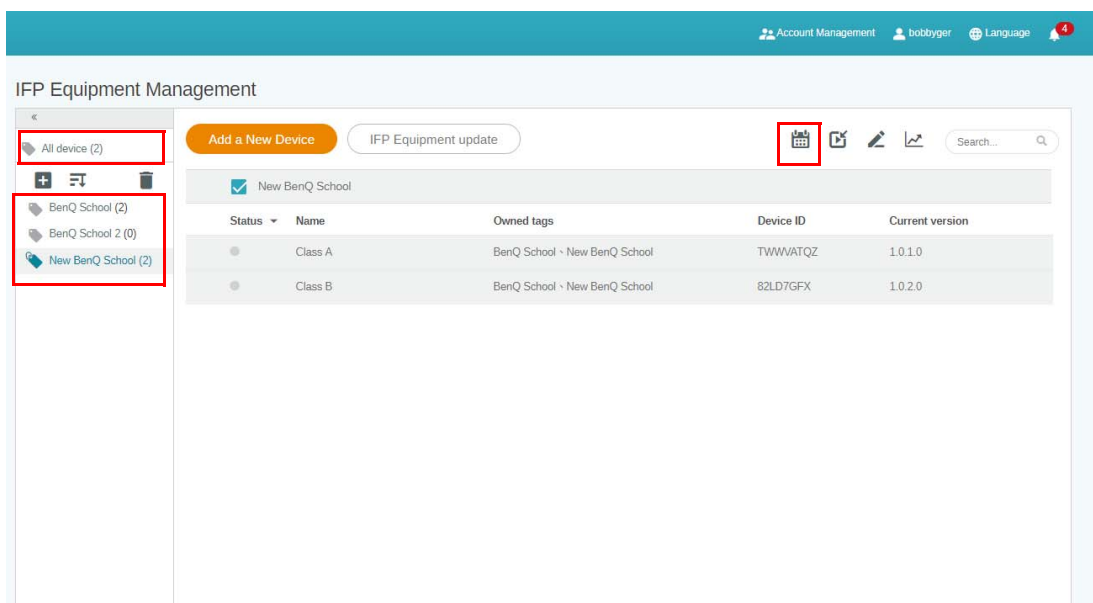 Account Management bobbyger Language 4
IFP Equipment Management
«
All device (2)
BenQ School (2)
BenQ School 2 (0)
New BenQ School (2)
Add a New Device IFP Equipment update Search...
New BenQ School
Status Name Owned tags Device ID Current version
Class A BenQ School、New BenQ School TWWVATQZ 1.0.1.0
Class B BenQ School、New BenQ School 82LD7GFX 1.0.2.0